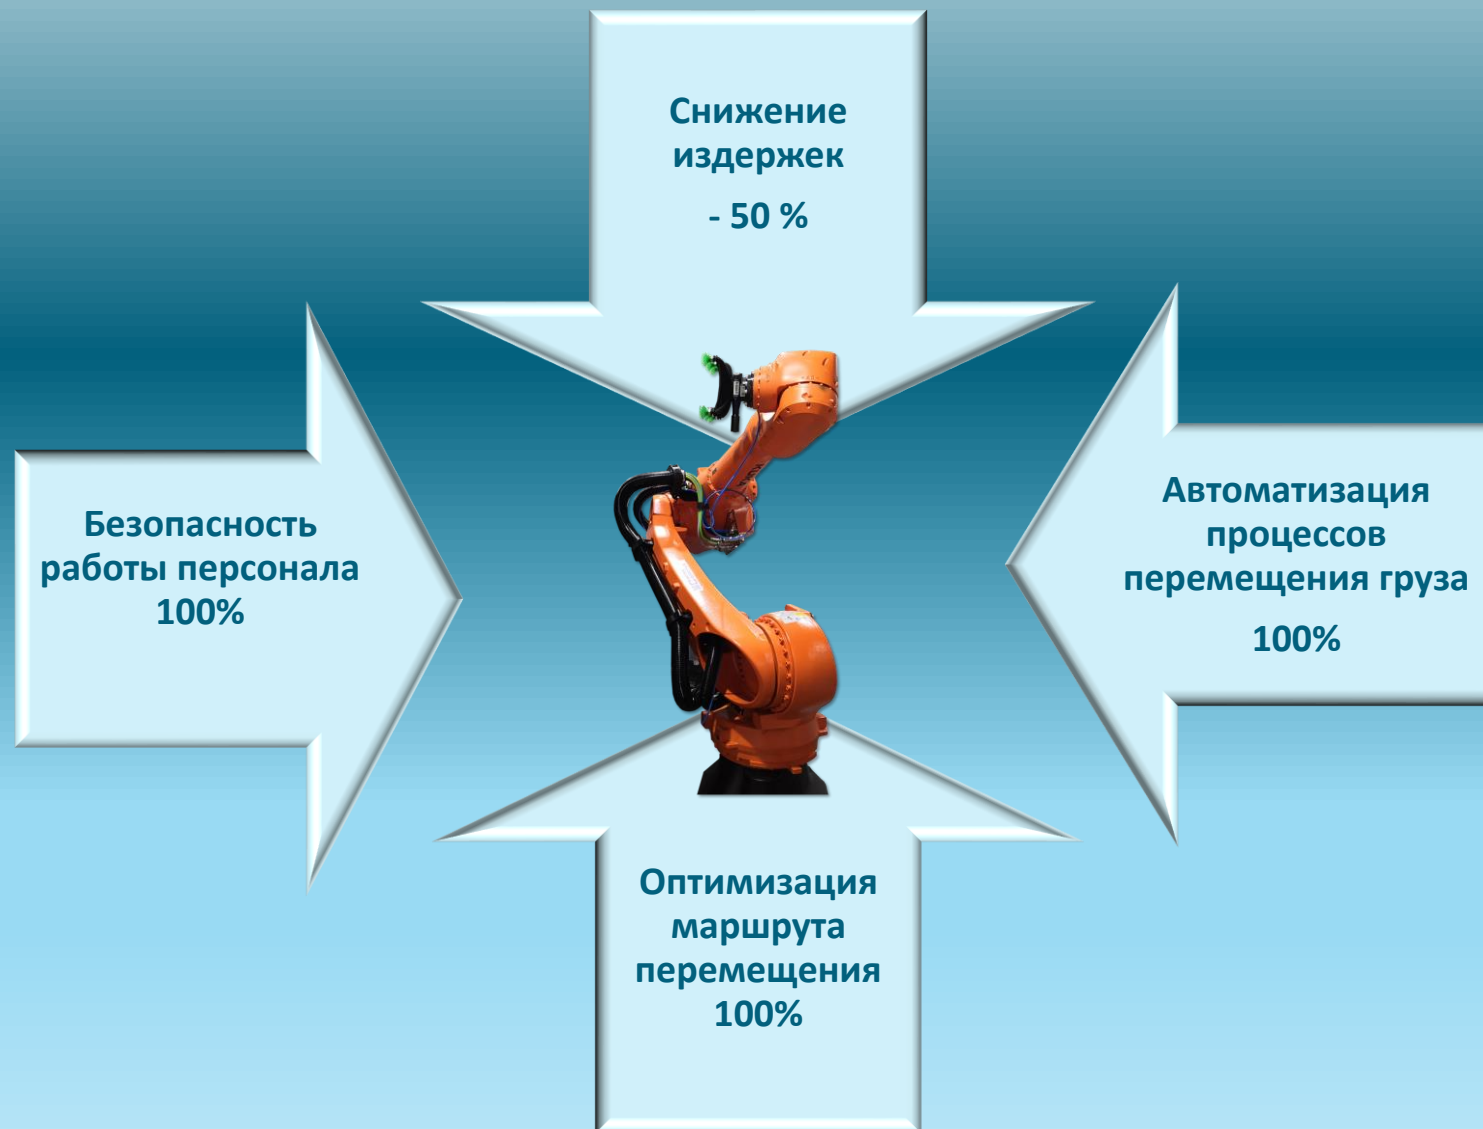 Снижение
издержек
- 50 %
Безопасность
работы персонала
100%
Автоматизация
процессов
перемещения груза
100%
Оптимизация
маршрута
перемещения
100%